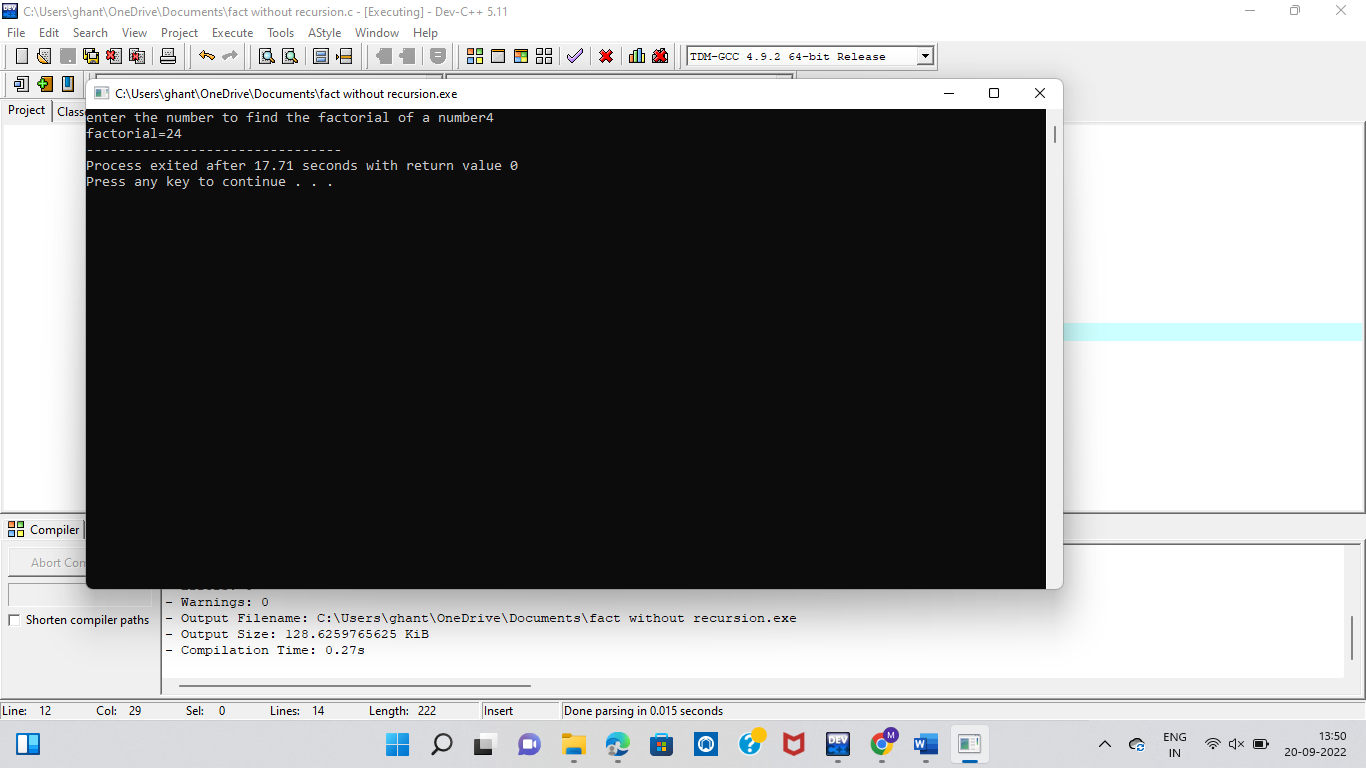 C:\Users\ghant\OneDrive\Documents\fact without recursion.c - [Executing] - Dev-C++ 5.11
File Edit Search View Project Execute Tools AStyle Window Help
TDM-GCC 4.9.2 64-bit Release
C:\Users\ghant\OneDrive\Documents\fact without recursion.exe
Project Class
enter the number to find the factorial of a number4
factorial=24
--------------------------------
Process exited after 17.71 seconds with return value 0
Press any key to continue . . .
Compiler
Abort
- Warnings: 0
- Output Filename: C:\Users\ghant\OneDrive\Documents\fact without recursion.exe
Shorten compiler paths
- Output Size: 128.6259765625 KiB
- Compilation Time: 0.27s
Line: 12 Col: 29 Sel: 0 Lines: 14 Length: 222 Insert Done parsing in 0.015 seconds
DEV
M
W
ENG
IN
13:50
20-09-2022